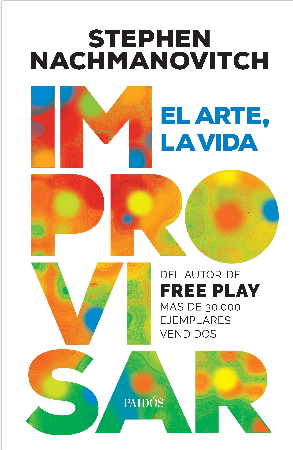 STEPHEN
NACHMANOVITCH
IM
EL ARTE,
LA VIDA
PRO
VI
DEL AUTOR DE
FREE PLAY
MAS DE 30.000
EJEMPLARES
VENDIDOS
SAR
PAIDÓS